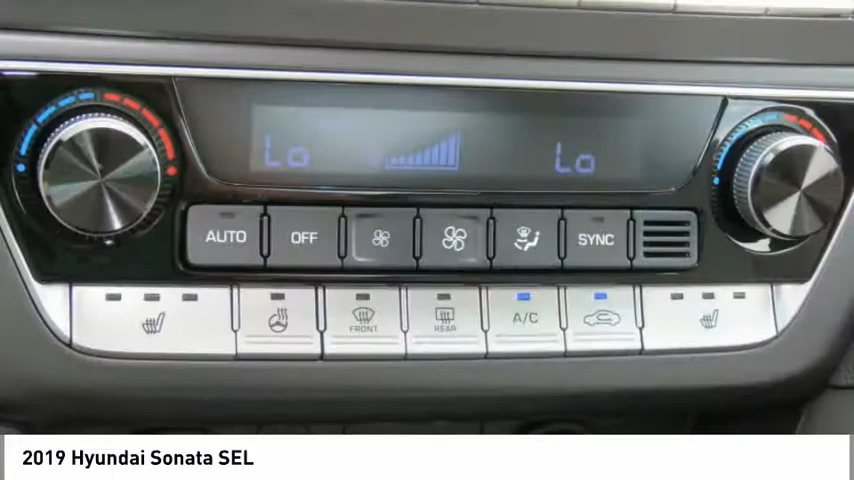 Lo Lo
AUTO OFF SYNC
FRONT REAR A/C
2019 Hyundai Sonata SEL